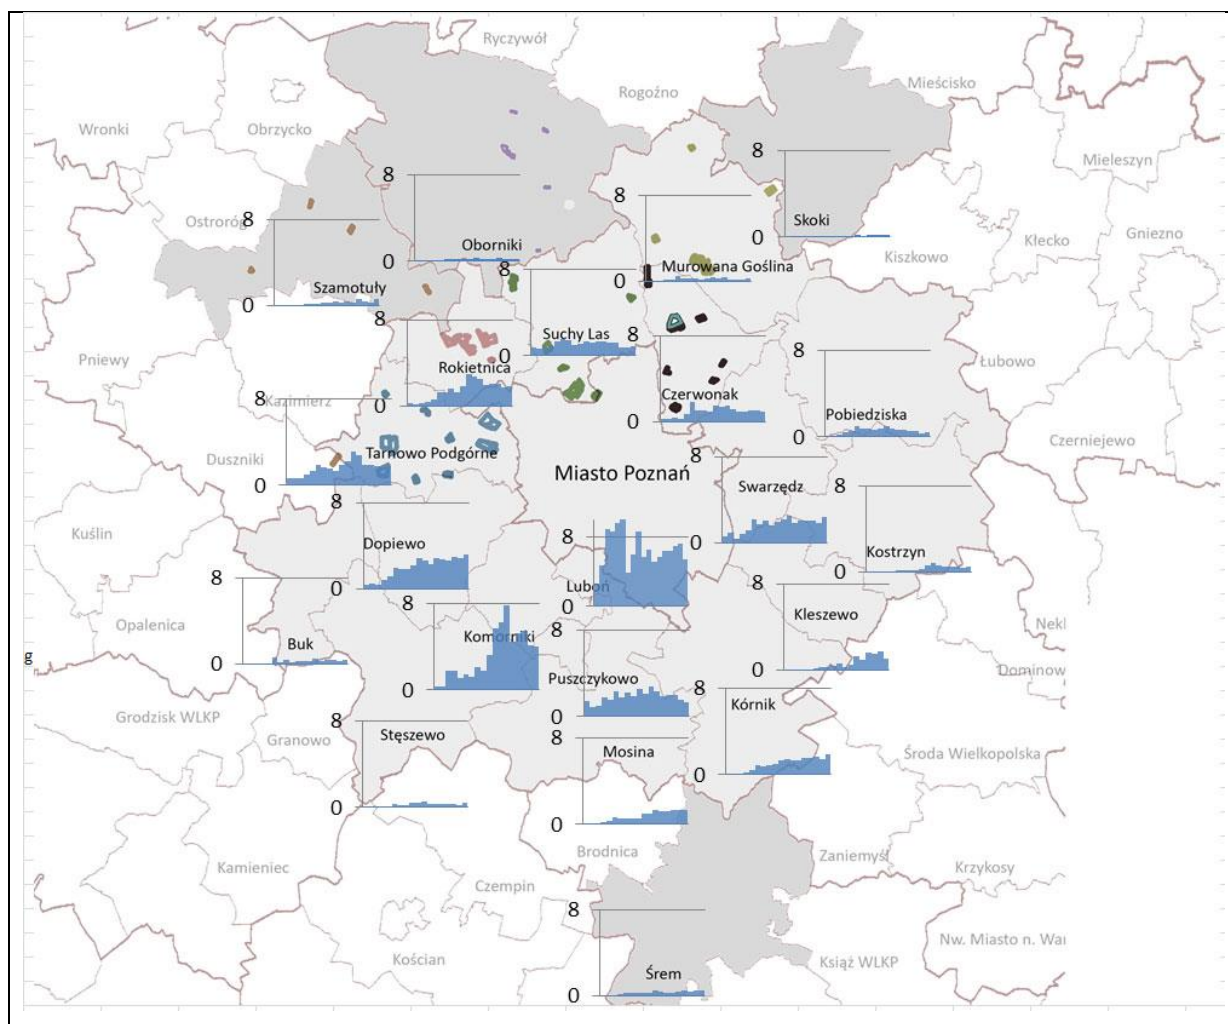 Ryczywół
Mieścisko
Rogoźno
Wronki
Obrzycko
8
Mieleszyn
8
8
Ostroróg
8
Skoki
Kłecko
Gniezno
0
Oborniki
Kiszkowo
0
8
Murowana Goślina
0
Szamotuły
0
8
Suchy Las
8
8
Pniewy
0
Łubowo
Rokietnica
Kazimierz
8
0
Czerwonak
0
Pobiedziska
0
Czerniejewo
Duszniki
Tarnowo Podgórne
8
0
Miasto Poznań
Swarzędz
8
8
Kuślin
8
Dopiewo
0
Kostrzyn
0
8
0
8
Luboń
8
0
Kleszewo
Opalenica
Nekl
8
Komorniki
Buk
g
0
0
Dominow
Puszczykowo
0
8
Kórnik
Grodzisk WLKP
0
8
Stęszewo
Granowo
8
Mosina
Środa Wielkopolska
0
0
0
Brodnica
Zaniemyśl
Kamieniec
Krzykosy
Czempin
8
Nw. Miasto n. War
Kościan
Śrem
Książ WLKP
0